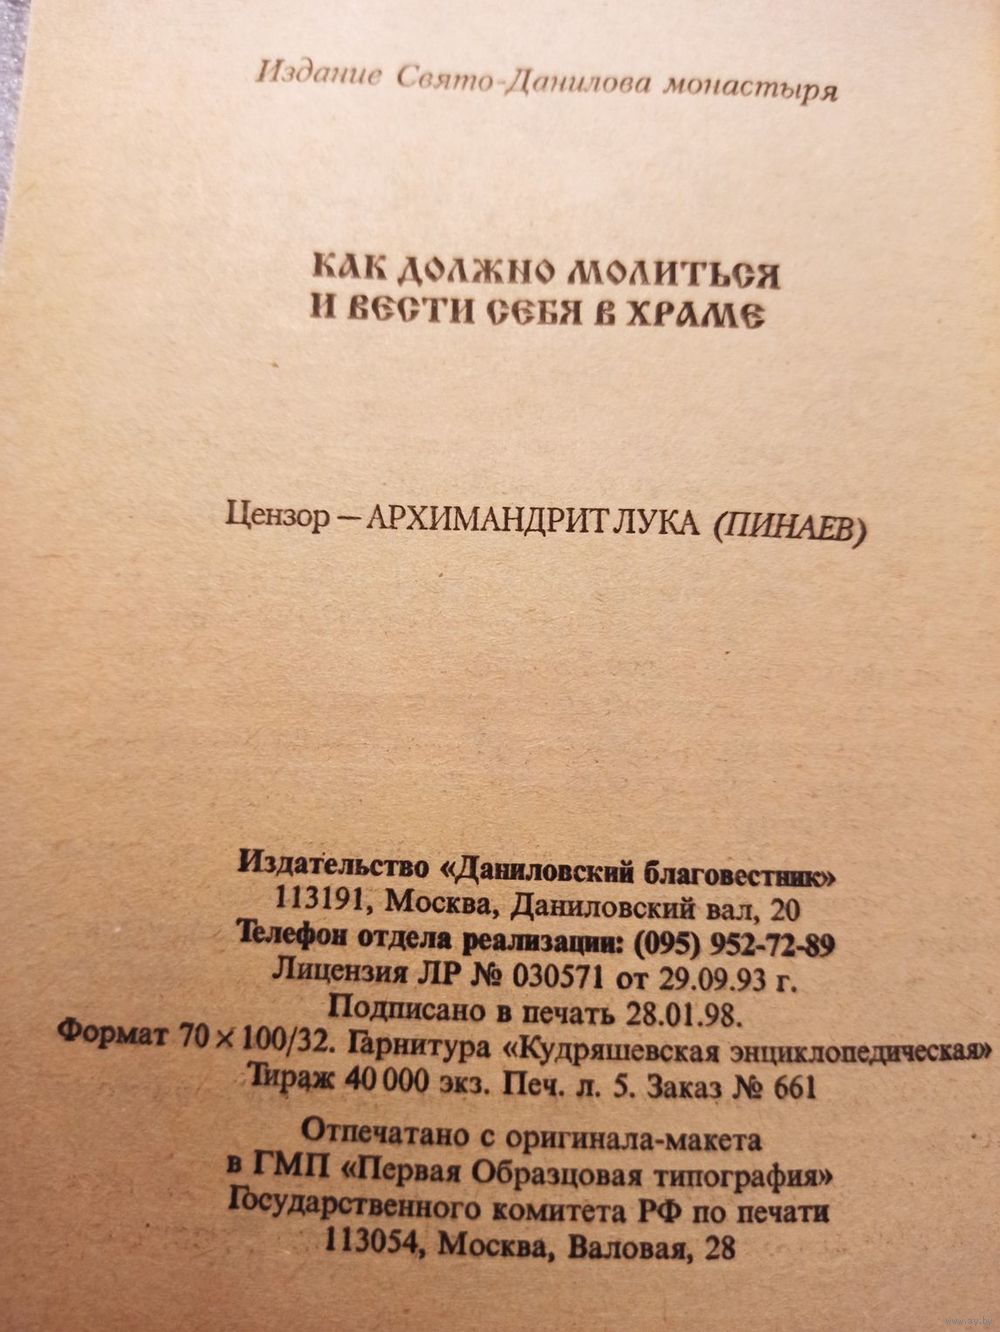 Издание Свято-Данилова монастыря
КАК ДОЛЖНО МОЛИТЬСЯ
И ВЕСТИ СЕБЯ В ХРАМЕ
Цензор — АРХИМАНДРИТ ЛУКА (ПИНАЕВ)
Издательство «Даниловский благовестник»
113191, Москва, Даниловский вал, 20
Телефон отдела реализации: (095) 952-72-89
Лицензия ЛР № 030571 от 29.09.93 г.
Подписано в печать 28.01.98.
Формат 70 × 100/32. Гарнитура «Кудряшевская энциклопедическая»
Тираж 40 000 экз. Печ. л. 5. Заказ № 661
Отпечатано с оригинала-макета
в ГМП «Первая Образцовая типография»
Государственного комитета РФ по печати
113054, Москва, Валовая, 28
www.ay.by